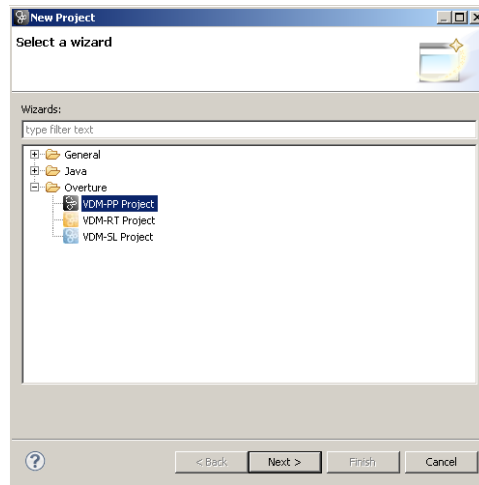 New Project
Select a wizard
Wizards:
type filter text
General
Java
Overture
VDM-PP Project
VDM-RT Project
VDM-SL Project
< Back Next > Finish Cancel